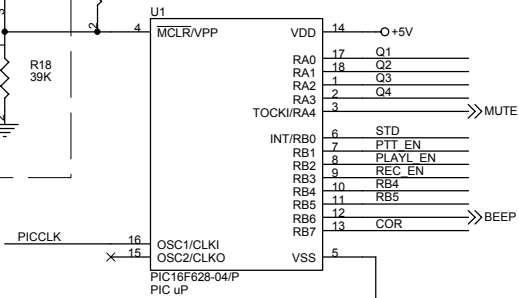 U1
4 MCLR/VPP VDD 14 +5V
R18
39K
RA0 17 Q1
RA1 18 Q2
RA2 1 Q3
RA3 2 Q4
TOCKI/RA4 3 MUTE
INT/RB0 6 STD
RB1 7 PTT_EN
RB2 8 PLAYL_EN
RB3 9 REC_EN
RB4 10 RB4
RB5 11 RB5
RB6 12 BEEP
RB7 13 COR
PICCLK 16 OSC1/CLKI
15 OSC2/CLKO VSS 5
PIC16F628-04/P
PIC uP